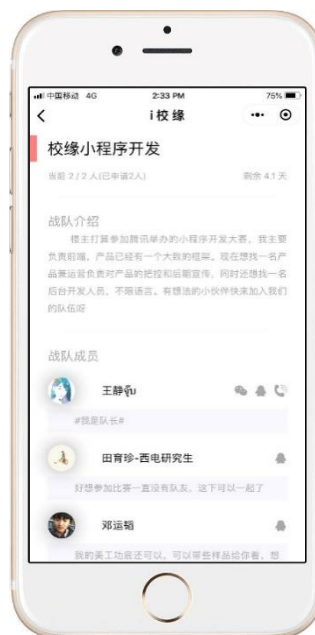 中国移动 4G 2:33 PM 75%
i校缘
校缘小程序开发
当前 2 / 2 人(已申请2人) 剩余 4.1 天
战队介绍
楼主打算参加腾讯举办的小程序开发大赛，我主要
负责前端。产品已经有一个大致的框架。现在想找一名产
品兼运营负责对产品的把控和后期宣传，同时还想找一名
后台开发人员，不限语言。有想法的小伙伴快来加入我们
的队伍呀
战队成员
王静
#我是队长#
田育珍-西电研究生
好想参加比赛一直没有队友，这下可以一起了
邓运韬
我的美工功底还可以，可以带些样品给你看，想